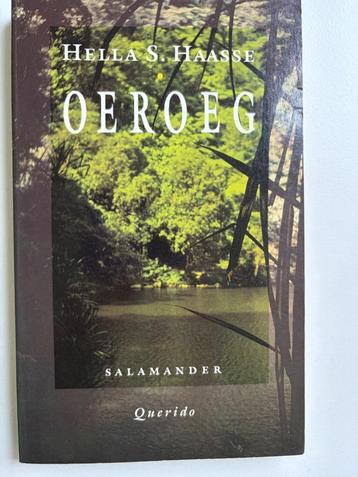 HELLA S. HAASSE
OEROEG
SALAMANDER
Querido